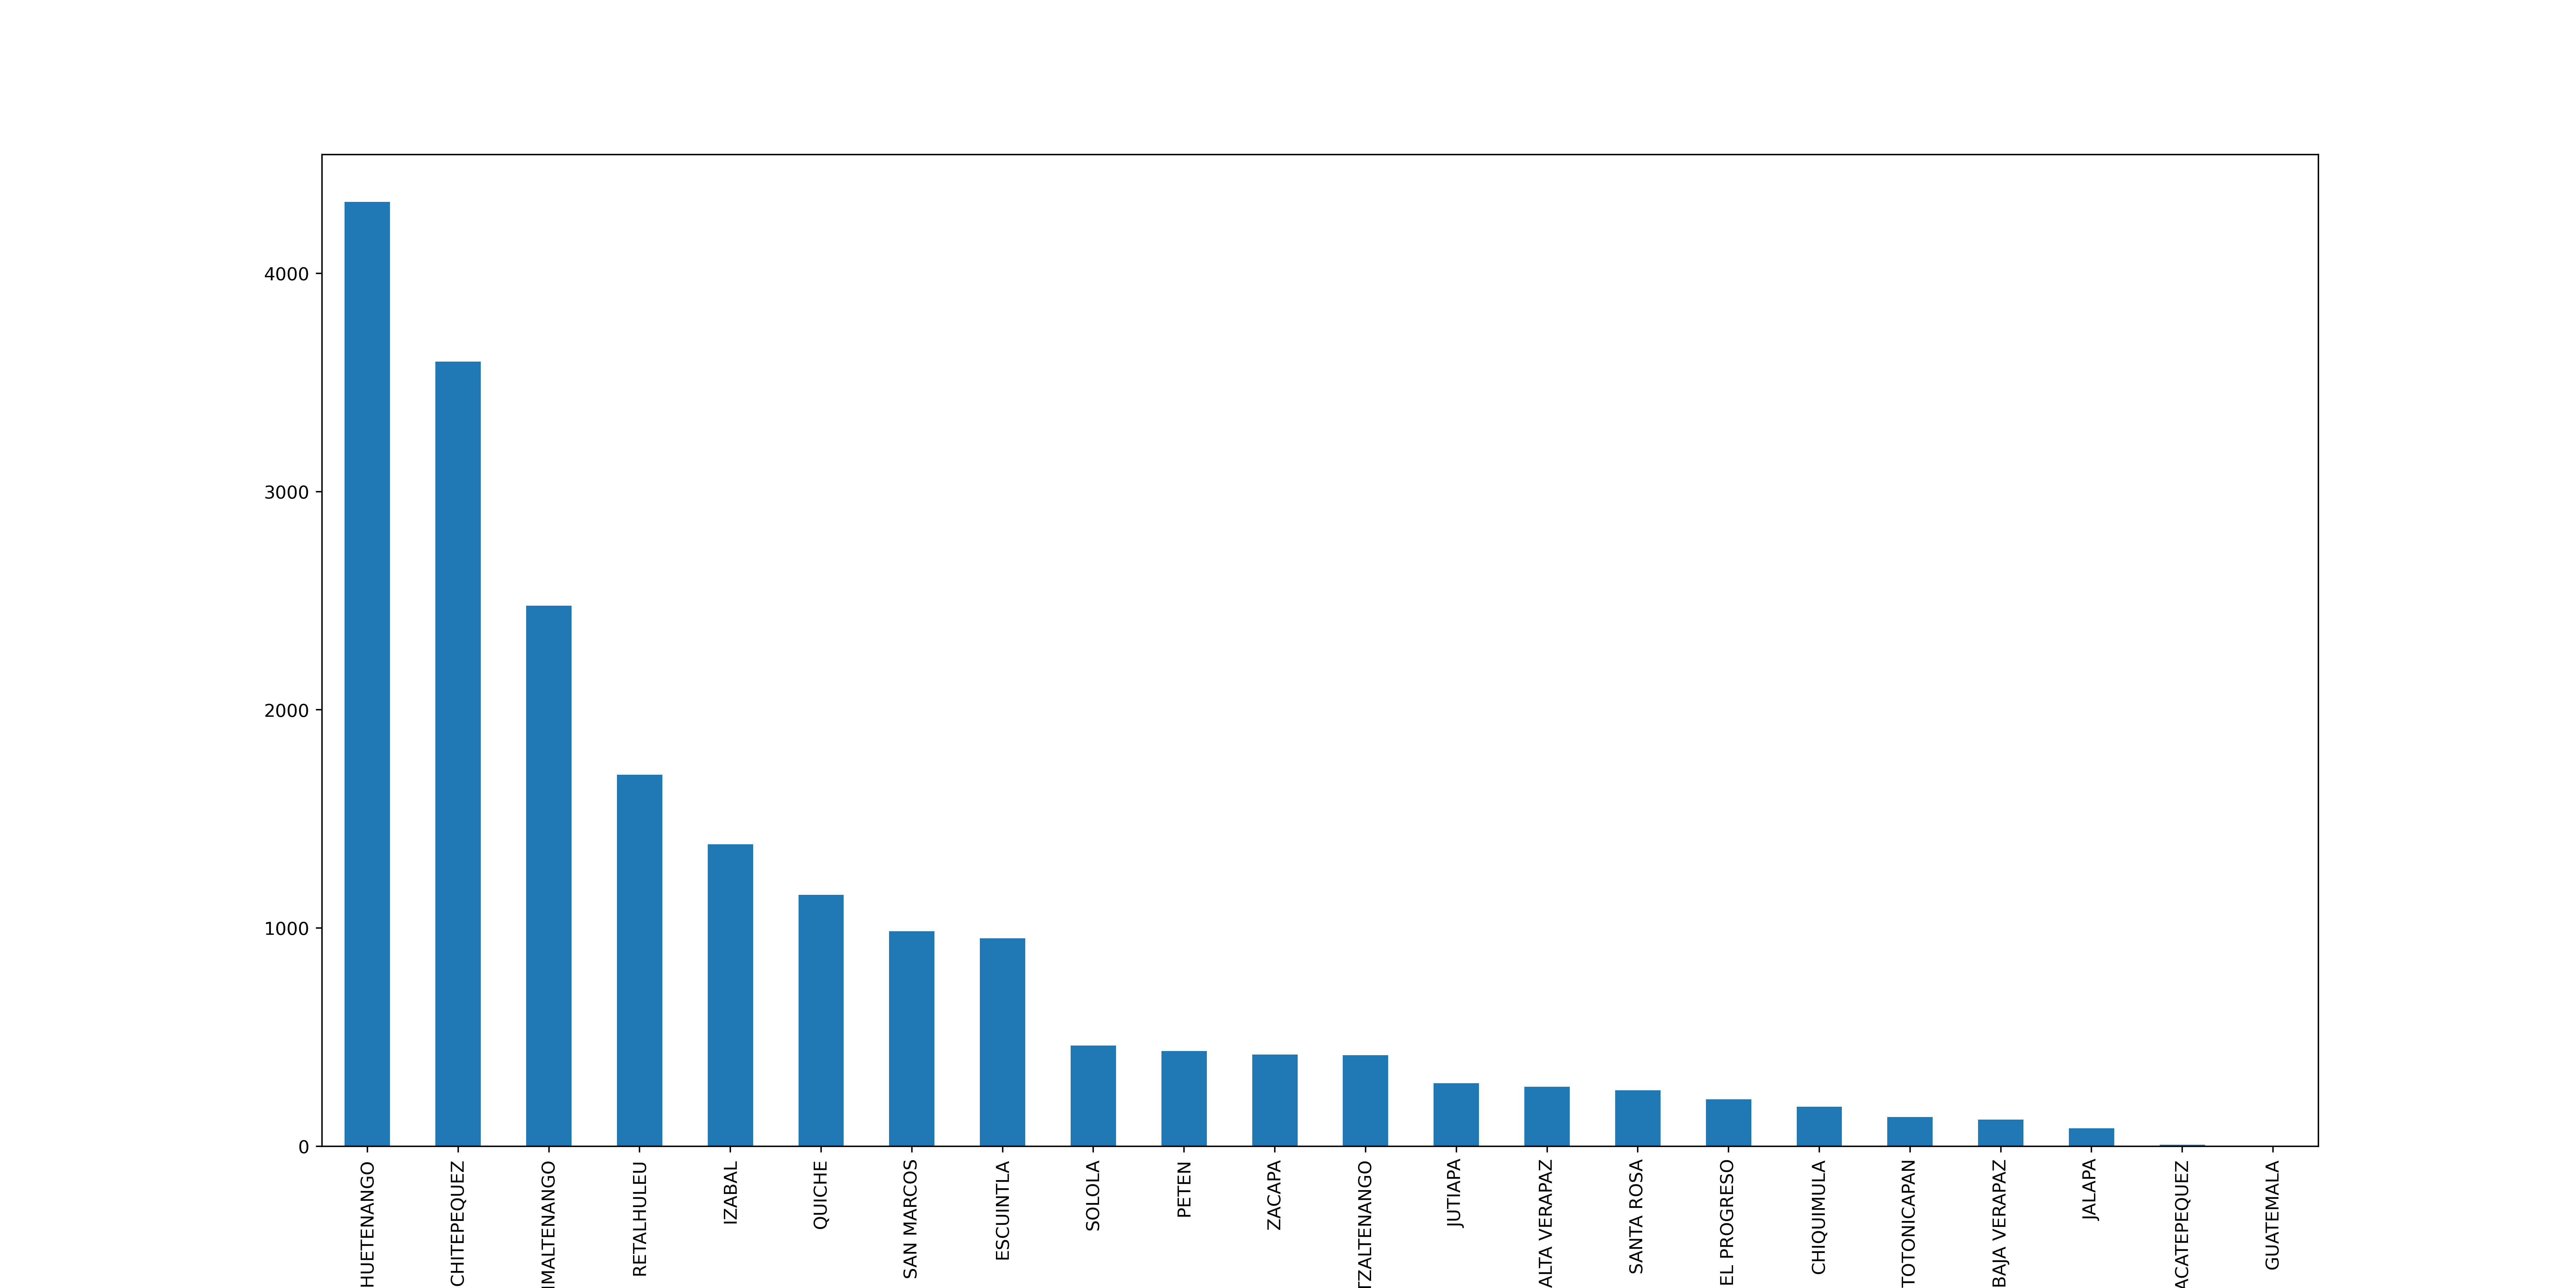 4000
3000
2000
1000
0
HUETENANGO
CHITEPEQUEZ
IMALTENANGO
RETALHULEU
IZABAL
QUICHE
SAN MARCOS
ESCUINTLA
SOLOLA
PETEN
ZACAPA
TZALTENANGO
JUTIAPA
ALTA VERAPAZ
SANTA ROSA
EL PROGRESO
CHIQUIMULA
TOTONICAPAN
BAJA VERAPAZ
JALAPA
ACATEPEQUEZ
GUATEMALA